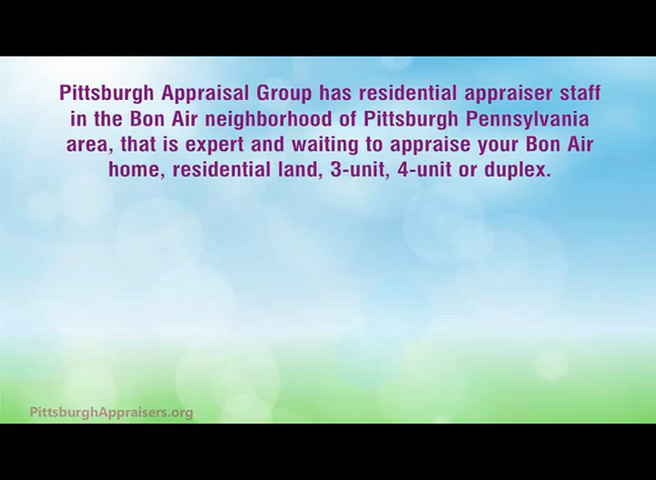 Pittsburgh Appraisal Group has residential appraiser staff
in the Bon Air neighborhood of Pittsburgh Pennsylvania
area, that is expert and waiting to appraise your Bon Air
home, residential land, 3-unit, 4-unit or duplex.
PittsburghAppraisers.org